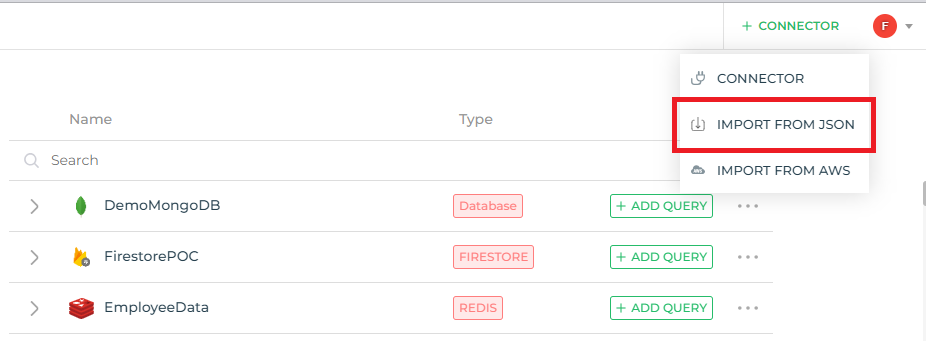 + CONNECTOR
F
CONNECTOR
IMPORT FROM JSON
IMPORT FROM AWS
Name Type
Search
DemoMongoDB Database + ADD QUERY
FirestorePOC FIRESTORE + ADD QUERY
EmployeeData REDIS + ADD QUERY